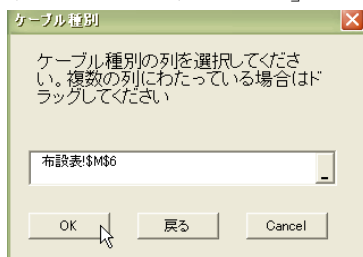 ケーブル種別
ケーブル種別の列を選択してくださ
い。複数の列にわたっている場合はド
ラッグしてください
布設表!$M$6
OK
戻る
Cancel